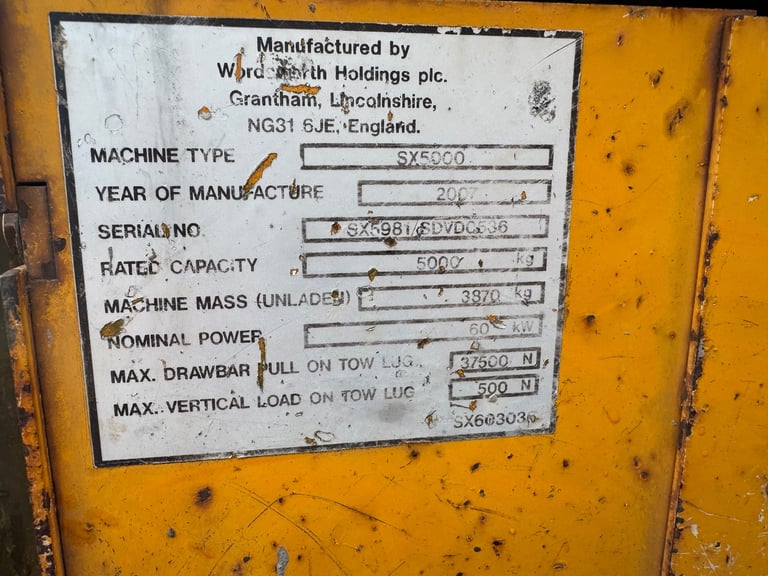 Manufactured by
Wordsworth Holdings plc.
Grantham, Lincolnshire,
NG31 6JE, England.
MACHINE TYPE SX5000
YEAR OF MANUFACTURE 2007
SERIAL NO. SX5981/SDVDC536
RATED CAPACITY 5000 kg
MACHINE MASS (UNLADEN) 3870 kg
NOMINAL POWER 60 kW
MAX. DRAWBAR PULL ON TOW LUG 37500 N
MAX. VERTICAL LOAD ON TOW LUG 500 N